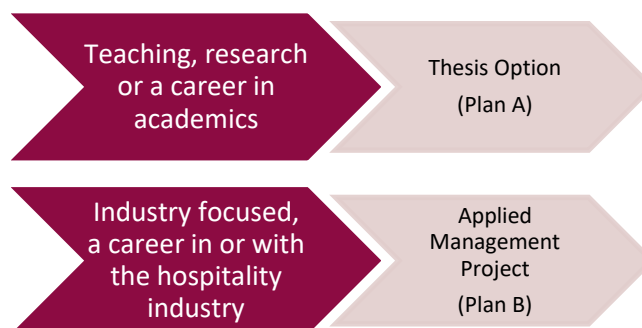 Teaching, research
or a career in
academics
Thesis Option
(Plan A)
Industry focused,
a career in or with
the hospitality
industry
Applied
Management
Project
(Plan B)